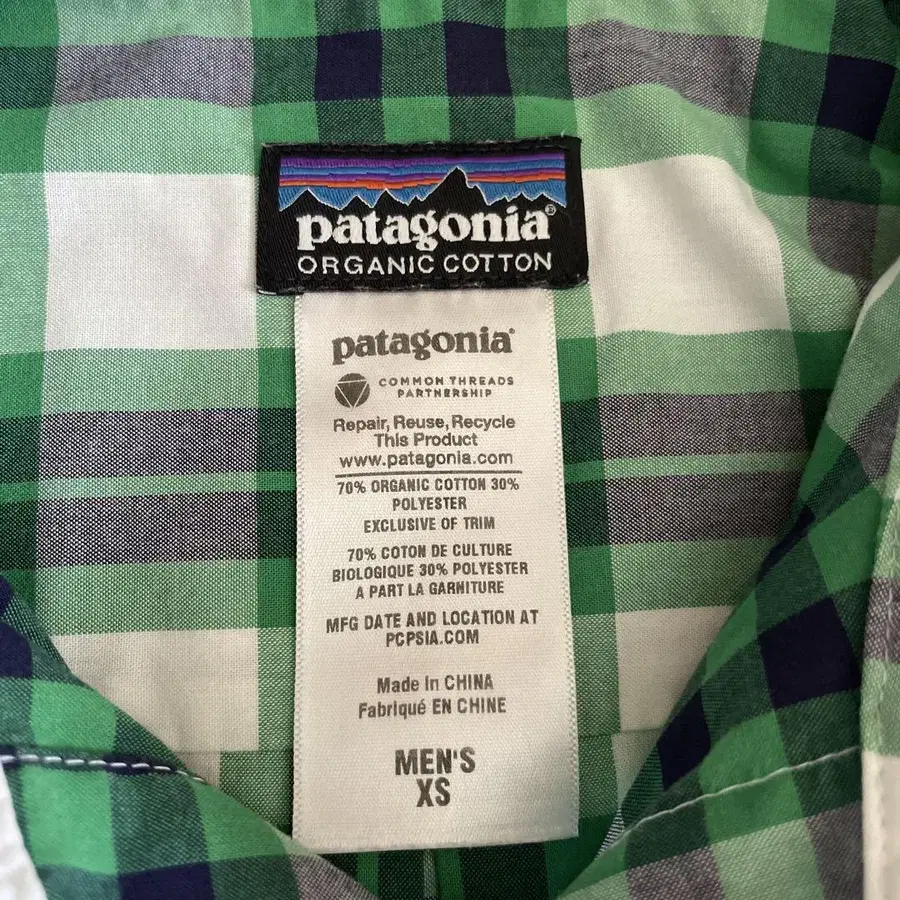 patagonia®
ORGANIC COTTON
patagonia®
COMMON THREADS
PARTNERSHIP
Repair, Reuse, Recycle
This Product
www.patagonia.com
70% ORGANIC COTTON 30%
POLYESTER
EXCLUSIVE OF TRIM
70% COTON DE CULTURE
BIOLOGIQUE 30% POLYESTER
A PART LA GARNITURE
MFG DATE AND LOCATION AT
PCPSIA.COM
Made In CHINA
Fabriqué EN CHINE
MEN'S
XS